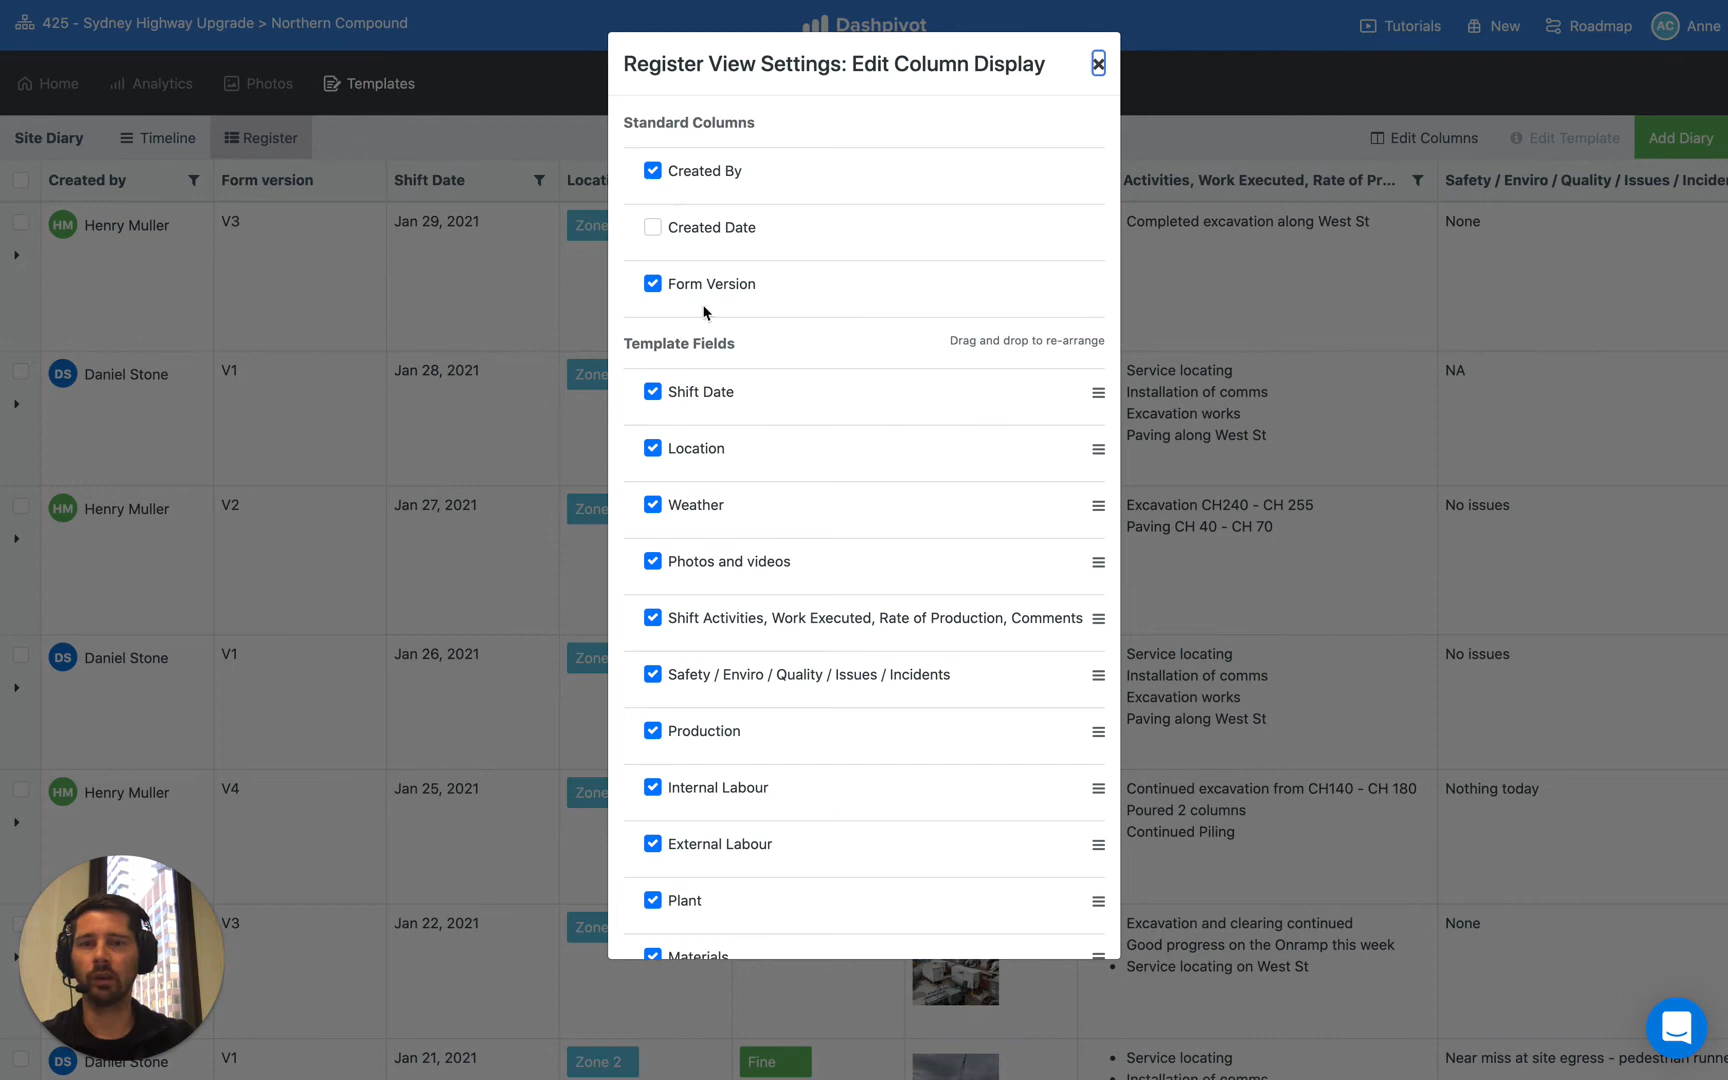 425 - Sydney Highway Upgrade > Northern Compound
Dashpivot
Tutorials
New
Roadmap
AC
Anne
Home
Analytics
Photos
Templates
Site Diary
Timeline
Register
Edit Columns
Edit Template
Add Diary
Register View Settings: Edit Column Display
Standard Columns
Created By
Created Date
Form Version
Template Fields
Drag and drop to re-arrange
Shift Date
Location
Weather
Photos and videos
Shift Activities, Work Executed, Rate of Production, Comments
Safety / Enviro / Quality / Issues / Incidents
Production
Internal Labour
External Labour
Plant
Materials
Created by
Form version
Shift Date
Activities, Work Executed, Rate of Pr...
Safety / Enviro / Quality / Issues /
HM Henry Muller
V3
Jan 29, 2021
Zone
Completed excavation along West St
None
DS Daniel Stone
V1
Jan 28, 2021
Zone
Service locating
Installation of comms
Excavation works
Paving along West St
NA
HM Henry Muller
V2
Jan 27, 2021
Zone
Excavation CH240 - CH 255
Paving CH 40 - CH 70
No issues
DS Daniel Stone
V1
Jan 26, 2021
Zone
Service locating
Installation of comms
Excavation works
Paving along West St
No issues
HM Henry Muller
V4
Jan 25, 2021
Zone
Continued excavation from CH140 - CH 180
Poured 2 columns
Continued Piling
Nothing today
V3
Jan 22, 2021
Zone
Excavation and clearing continued
Good progress on the Onramp this week
• Service locating on West St
None
DS Daniel Stone
V1
Jan 21, 2021
Zone 2
Fine
• Service locating
• Installation of comms
Near miss at site egress - pedestrian runne